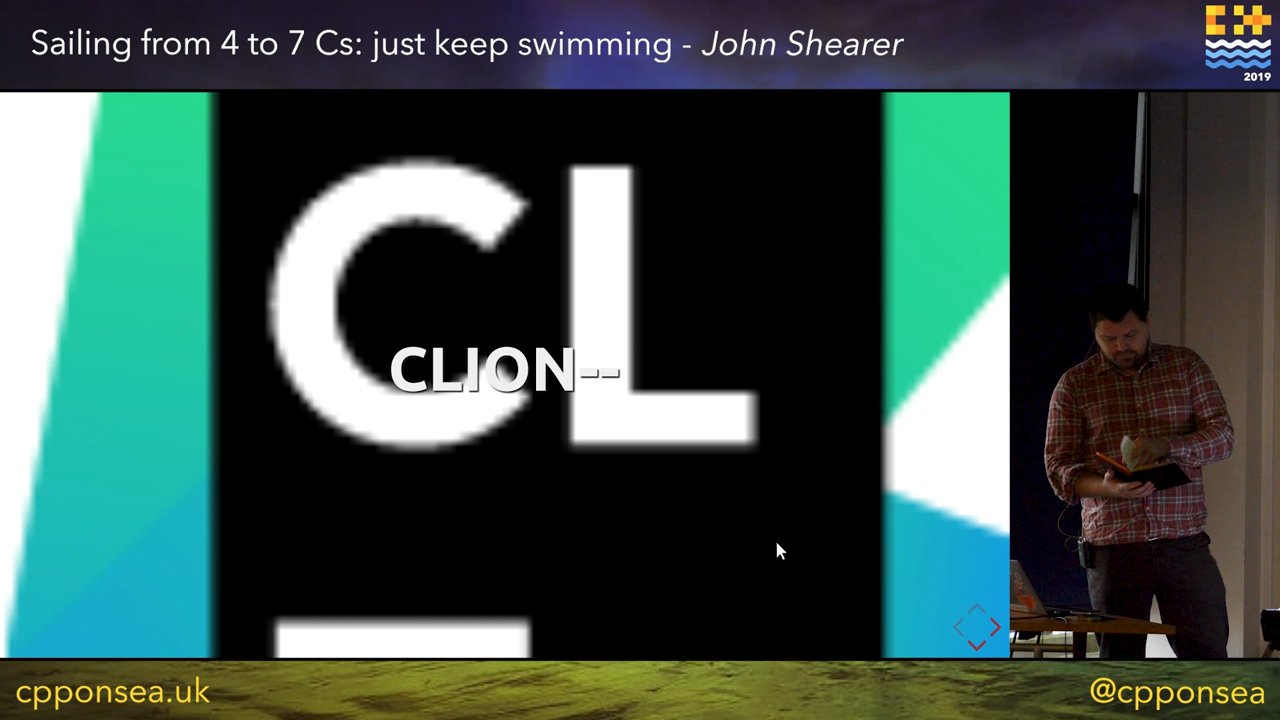 Sailing from 4 to 7 Cs: just keep swimming - John Shearer
C++
2019
CL
CLION--
cpponsea.uk
@cpponsea